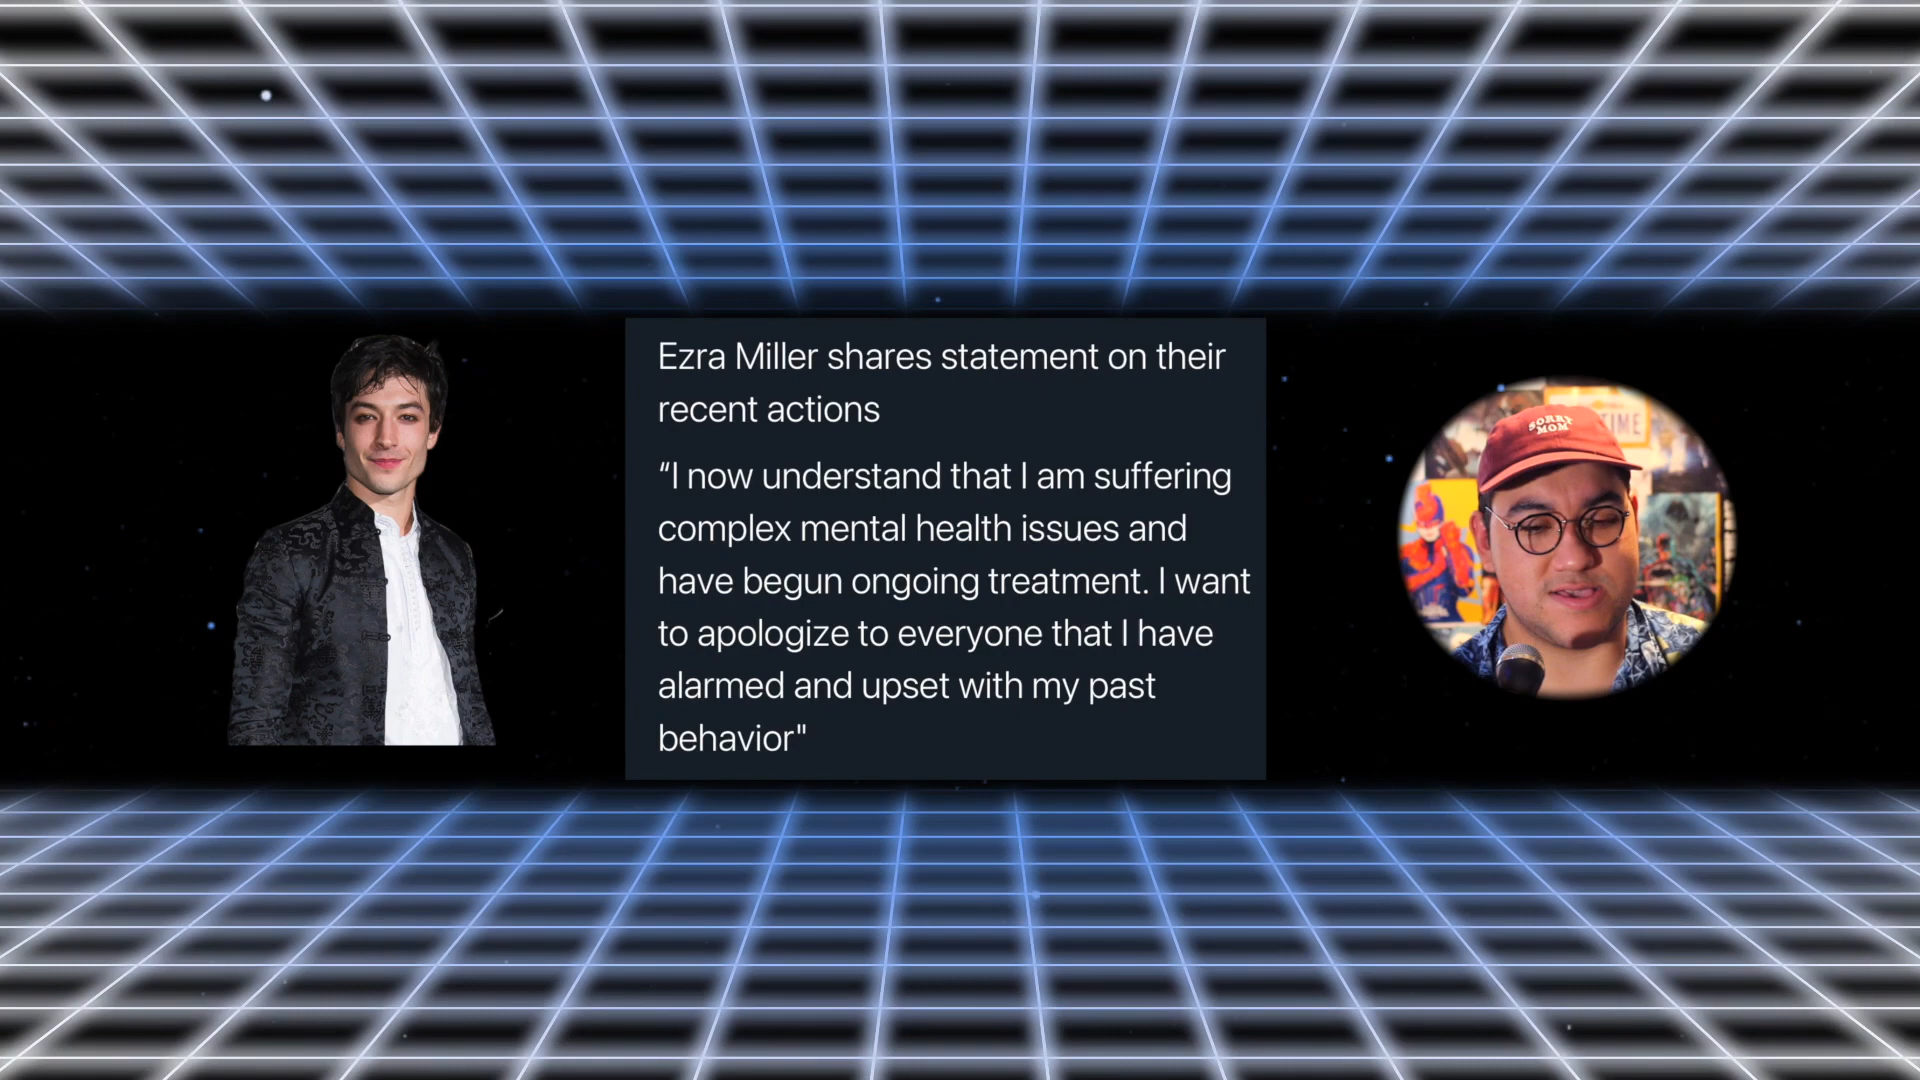 Ezra Miller shares statement on their
recent actions
“I now understand that I am suffering
complex mental health issues and
have begun ongoing treatment. I want
to apologize to everyone that I have
alarmed and upset with my past
behavior"
SORRY
MOM
TIME